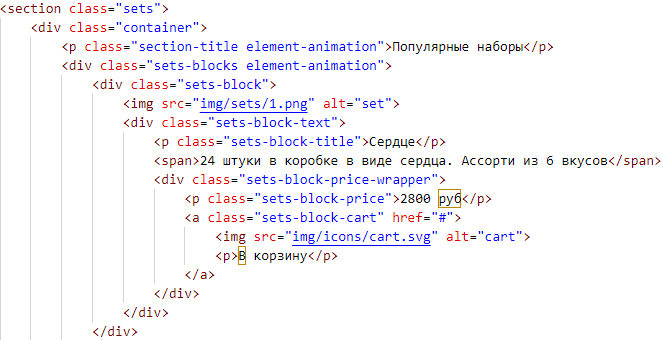 <section class="sets">
<div class="container">
<p class="section-title element-animation">Популярные наборы</p>
<div class="sets-blocks element-animation">
<div class="sets-block">
<img src="img/sets/1.png" alt="set">
<div class="sets-block-text">
<p class="sets-block-title">Сердце</p>
<span>24 штуки в коробке в виде сердца. Ассорти из 6 вкусов</span>
<div class="sets-block-price-wrapper">
<p class="sets-block-price">2800 руб</p>
<a class="sets-block-cart" href="#">
<img src="img/icons/cart.svg" alt="cart">
<p>В корзину</p>
</a>
</div>
</div>
</div>